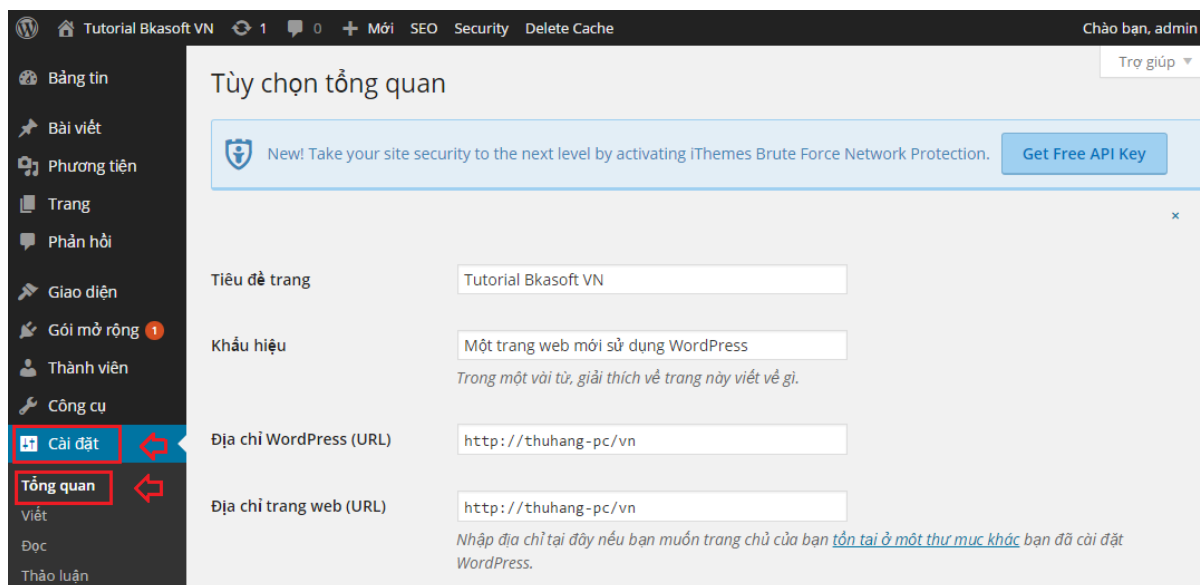 Tutorial Bkasoft VN 1 0 Mới SEO Security Delete Cache Chào bạn, admin
Trợ giúp
Bảng tin
Bài viết
Phương tiện
Trang
Phản hồi
Giao diện
Gói mở rộng 1
Thành viên
Công cụ
Cài đặt
Tổng quan
Viết
Đọc
Thảo luận
Tùy chọn tổng quan
New! Take your site security to the next level by activating iThemes Brute Force Network Protection. Get Free API Key
×
Tiêu đề trang Tutorial Bkasoft VN
Khẩu hiệu Một trang web mới sử dụng WordPress
Trong một vài từ, giải thích về trang này viết về gì.
Địa chỉ WordPress (URL) http://thuhang-pc/vn
Địa chỉ trang web (URL) http://thuhang-pc/vn
Nhập địa chỉ tại đây nếu bạn muốn trang chủ của bạn tồn tại ở một thư mục khác bạn đã cài đặt
WordPress.